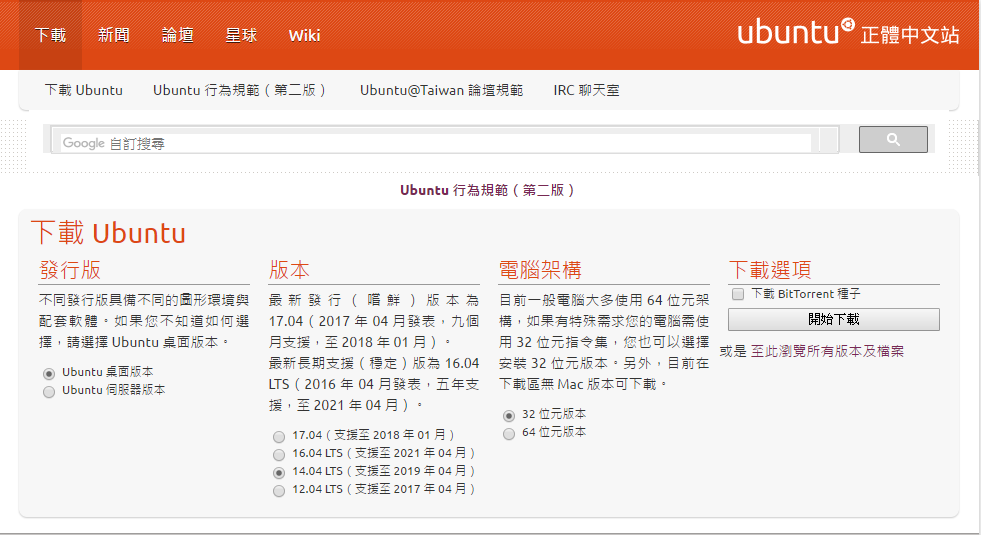 下載 新聞 論壇 星球 Wiki ubuntu 正體中文站
下載 Ubuntu Ubuntu 行為規範（第二版） Ubuntu@Taiwan 論壇規範 IRC 聊天室
Google 自訂搜尋
Ubuntu 行為規範（第二版）
下載 Ubuntu
發行版
不同發行版具備不同的圖形環境與
配套軟體。如果您不知道如何選
擇，請選擇 Ubuntu 桌面版本。
Ubuntu 桌面版本
Ubuntu 伺服器版本
版本
最新發行（嚐鮮）版本為
17.04（2017 年 04 月發表，九個
月支援，至 2018 年 01 月）。
最新長期支援（穩定）版為 16.04
LTS（2016 年 04 月發表，五年支
援，至 2021 年 04 月）。
17.04（支援至 2018 年 01 月）
16.04 LTS（支援至 2021 年 04 月）
14.04 LTS（支援至 2019 年 04 月）
12.04 LTS（支援至 2017 年 04 月）
電腦架構
目前一般電腦大多使用 64 位元架
構，如果有特殊需求您的電腦需使
用 32 位元指令集，您也可以選擇
安裝 32 位元版本。另外，目前在
下載區無 Mac 版本可下載。
32 位元版本
64 位元版本
下載選項
下載 BitTorrent 種子
開始下載
或是 至此瀏覽所有版本及檔案